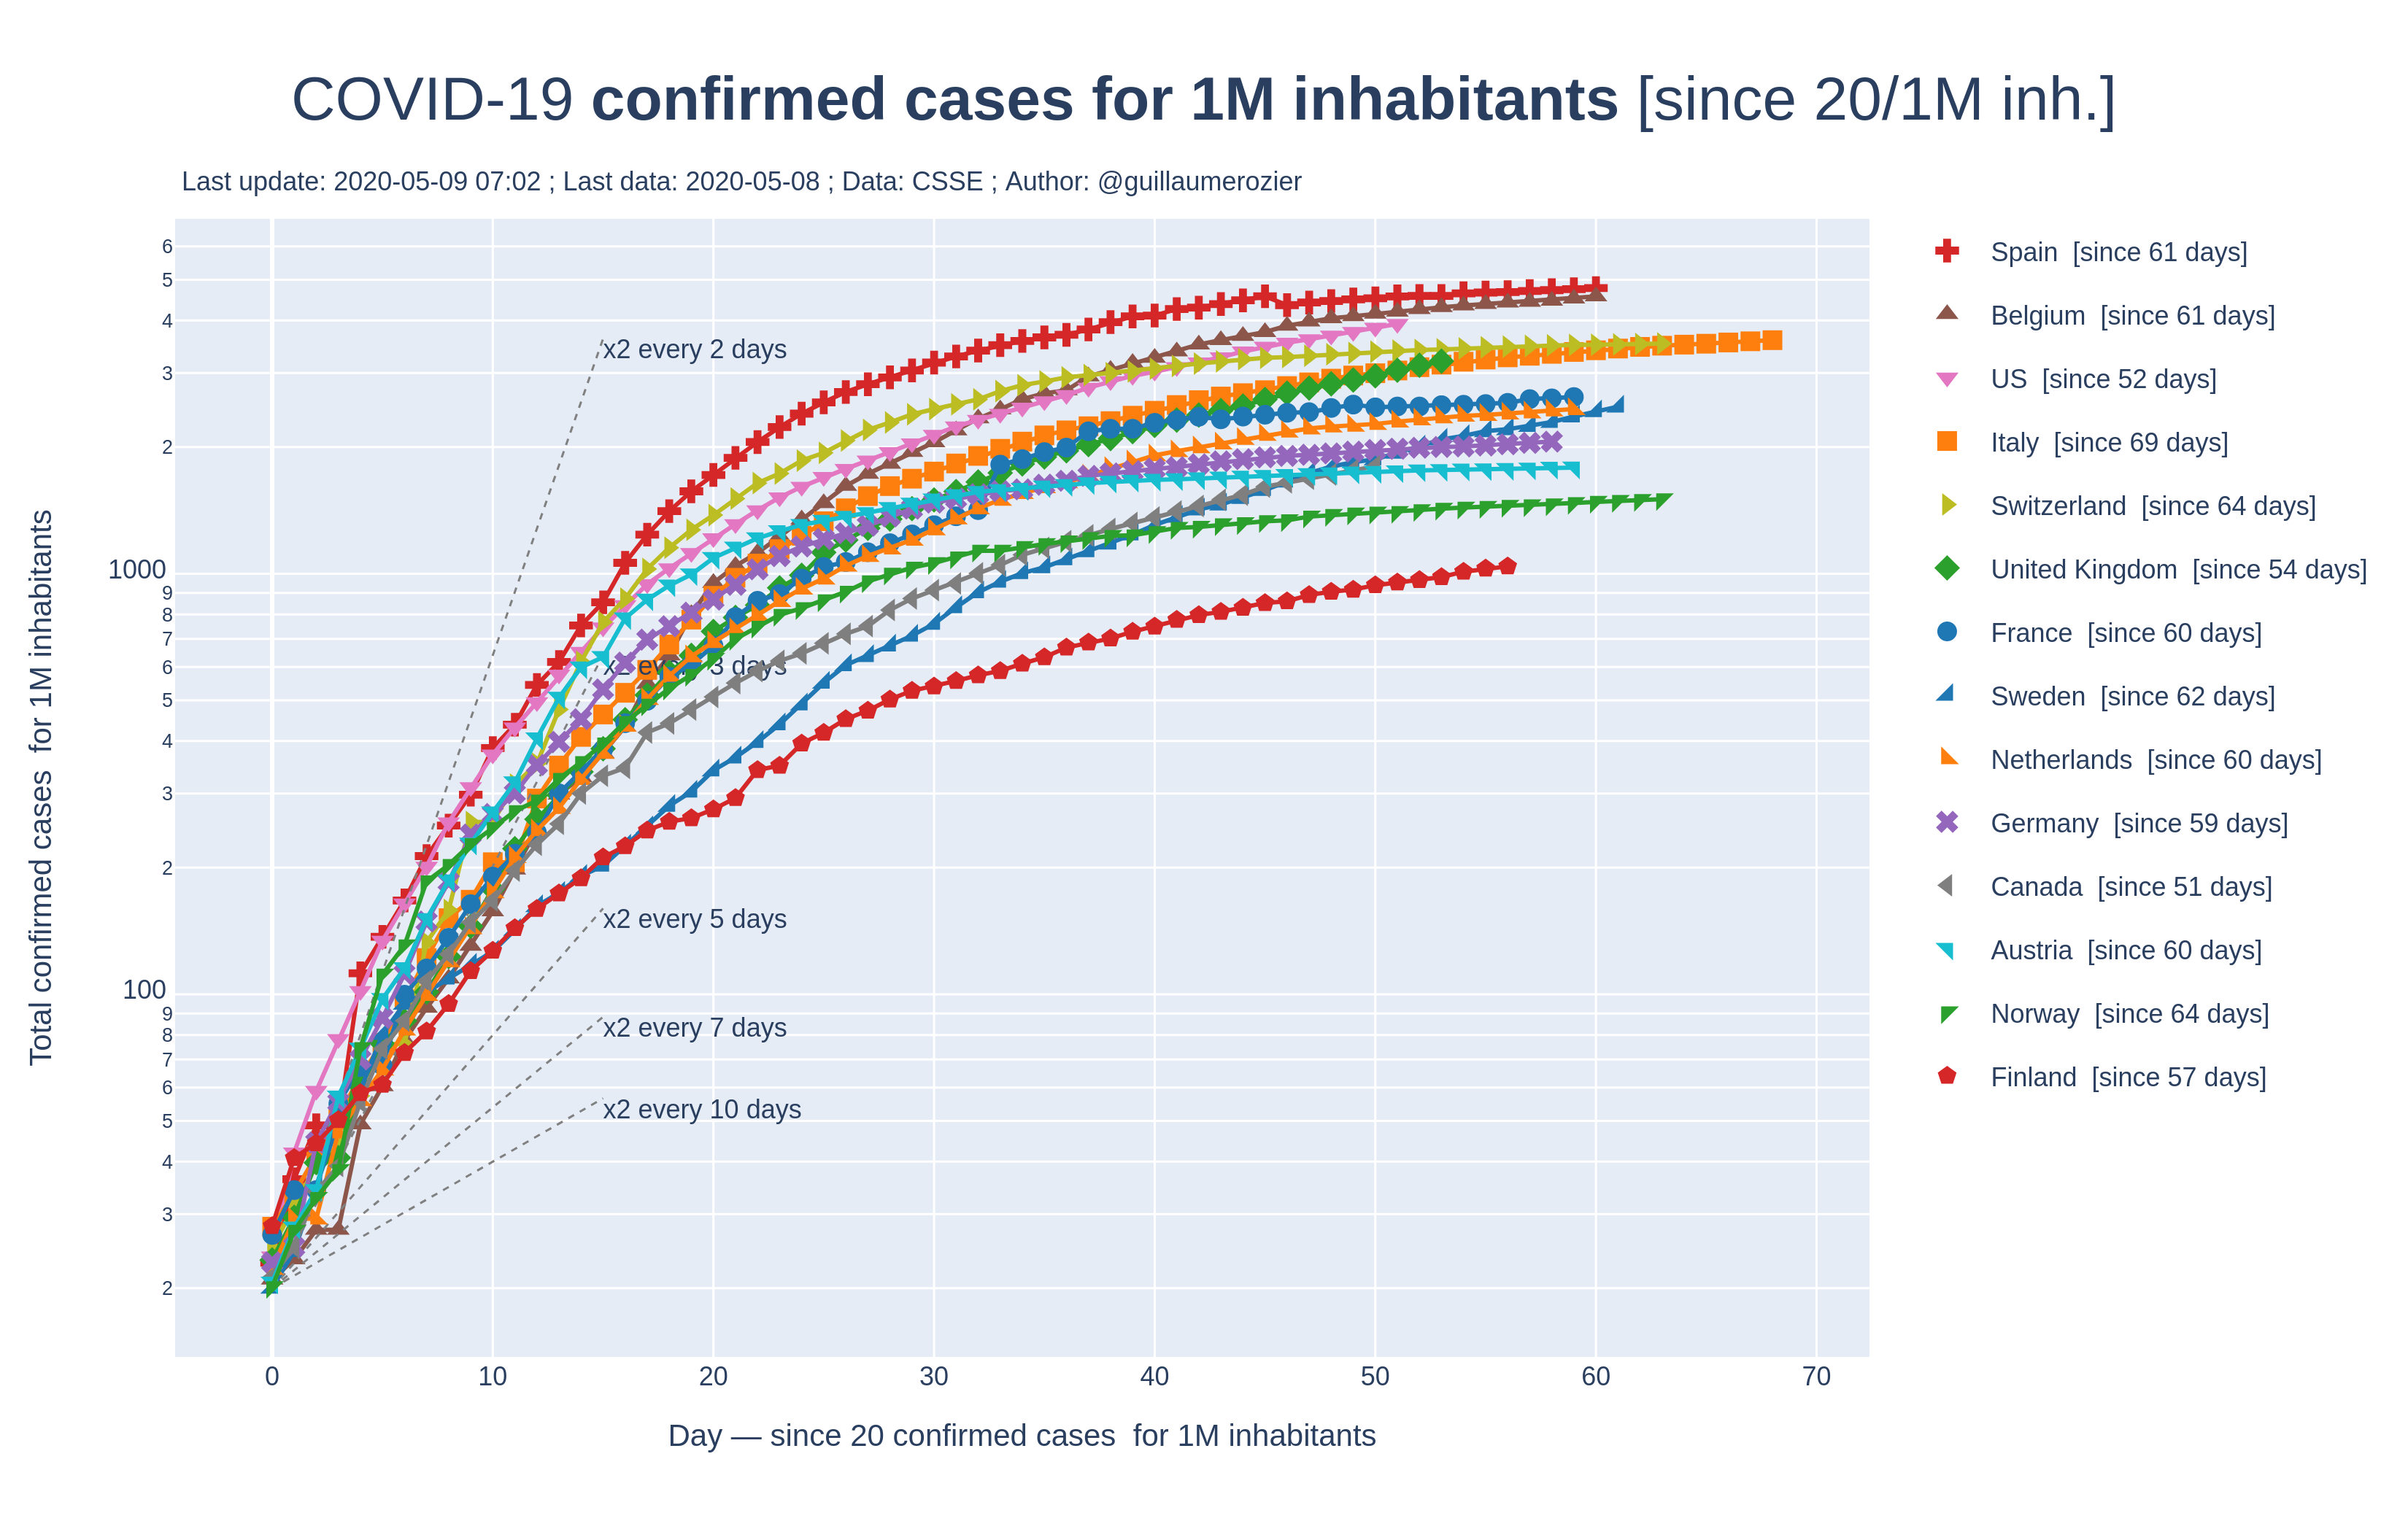 COVID-19 confirmed cases for 1M inhabitants [since 20/1M inh.]
Last update: 2020-05-09 07:02 ; Last data: 2020-05-08 ; Data: CSSE ; Author: @guillaumerozier
Total confirmed cases for 1M inhabitants
6
5
4
3
2
1000
9
8
7
6
5
4
3
2
100
9
8
7
6
5
4
3
2
x2 every 2 days
x2 every 3 days
x2 every 5 days
x2 every 7 days
x2 every 10 days
0 10 20 30 40 50 60 70
Day — since 20 confirmed cases for 1M inhabitants
Spain [since 61 days]
Belgium [since 61 days]
US [since 52 days]
Italy [since 69 days]
Switzerland [since 64 days]
United Kingdom [since 54 days]
France [since 60 days]
Sweden [since 62 days]
Netherlands [since 60 days]
Germany [since 59 days]
Canada [since 51 days]
Austria [since 60 days]
Norway [since 64 days]
Finland [since 57 days]